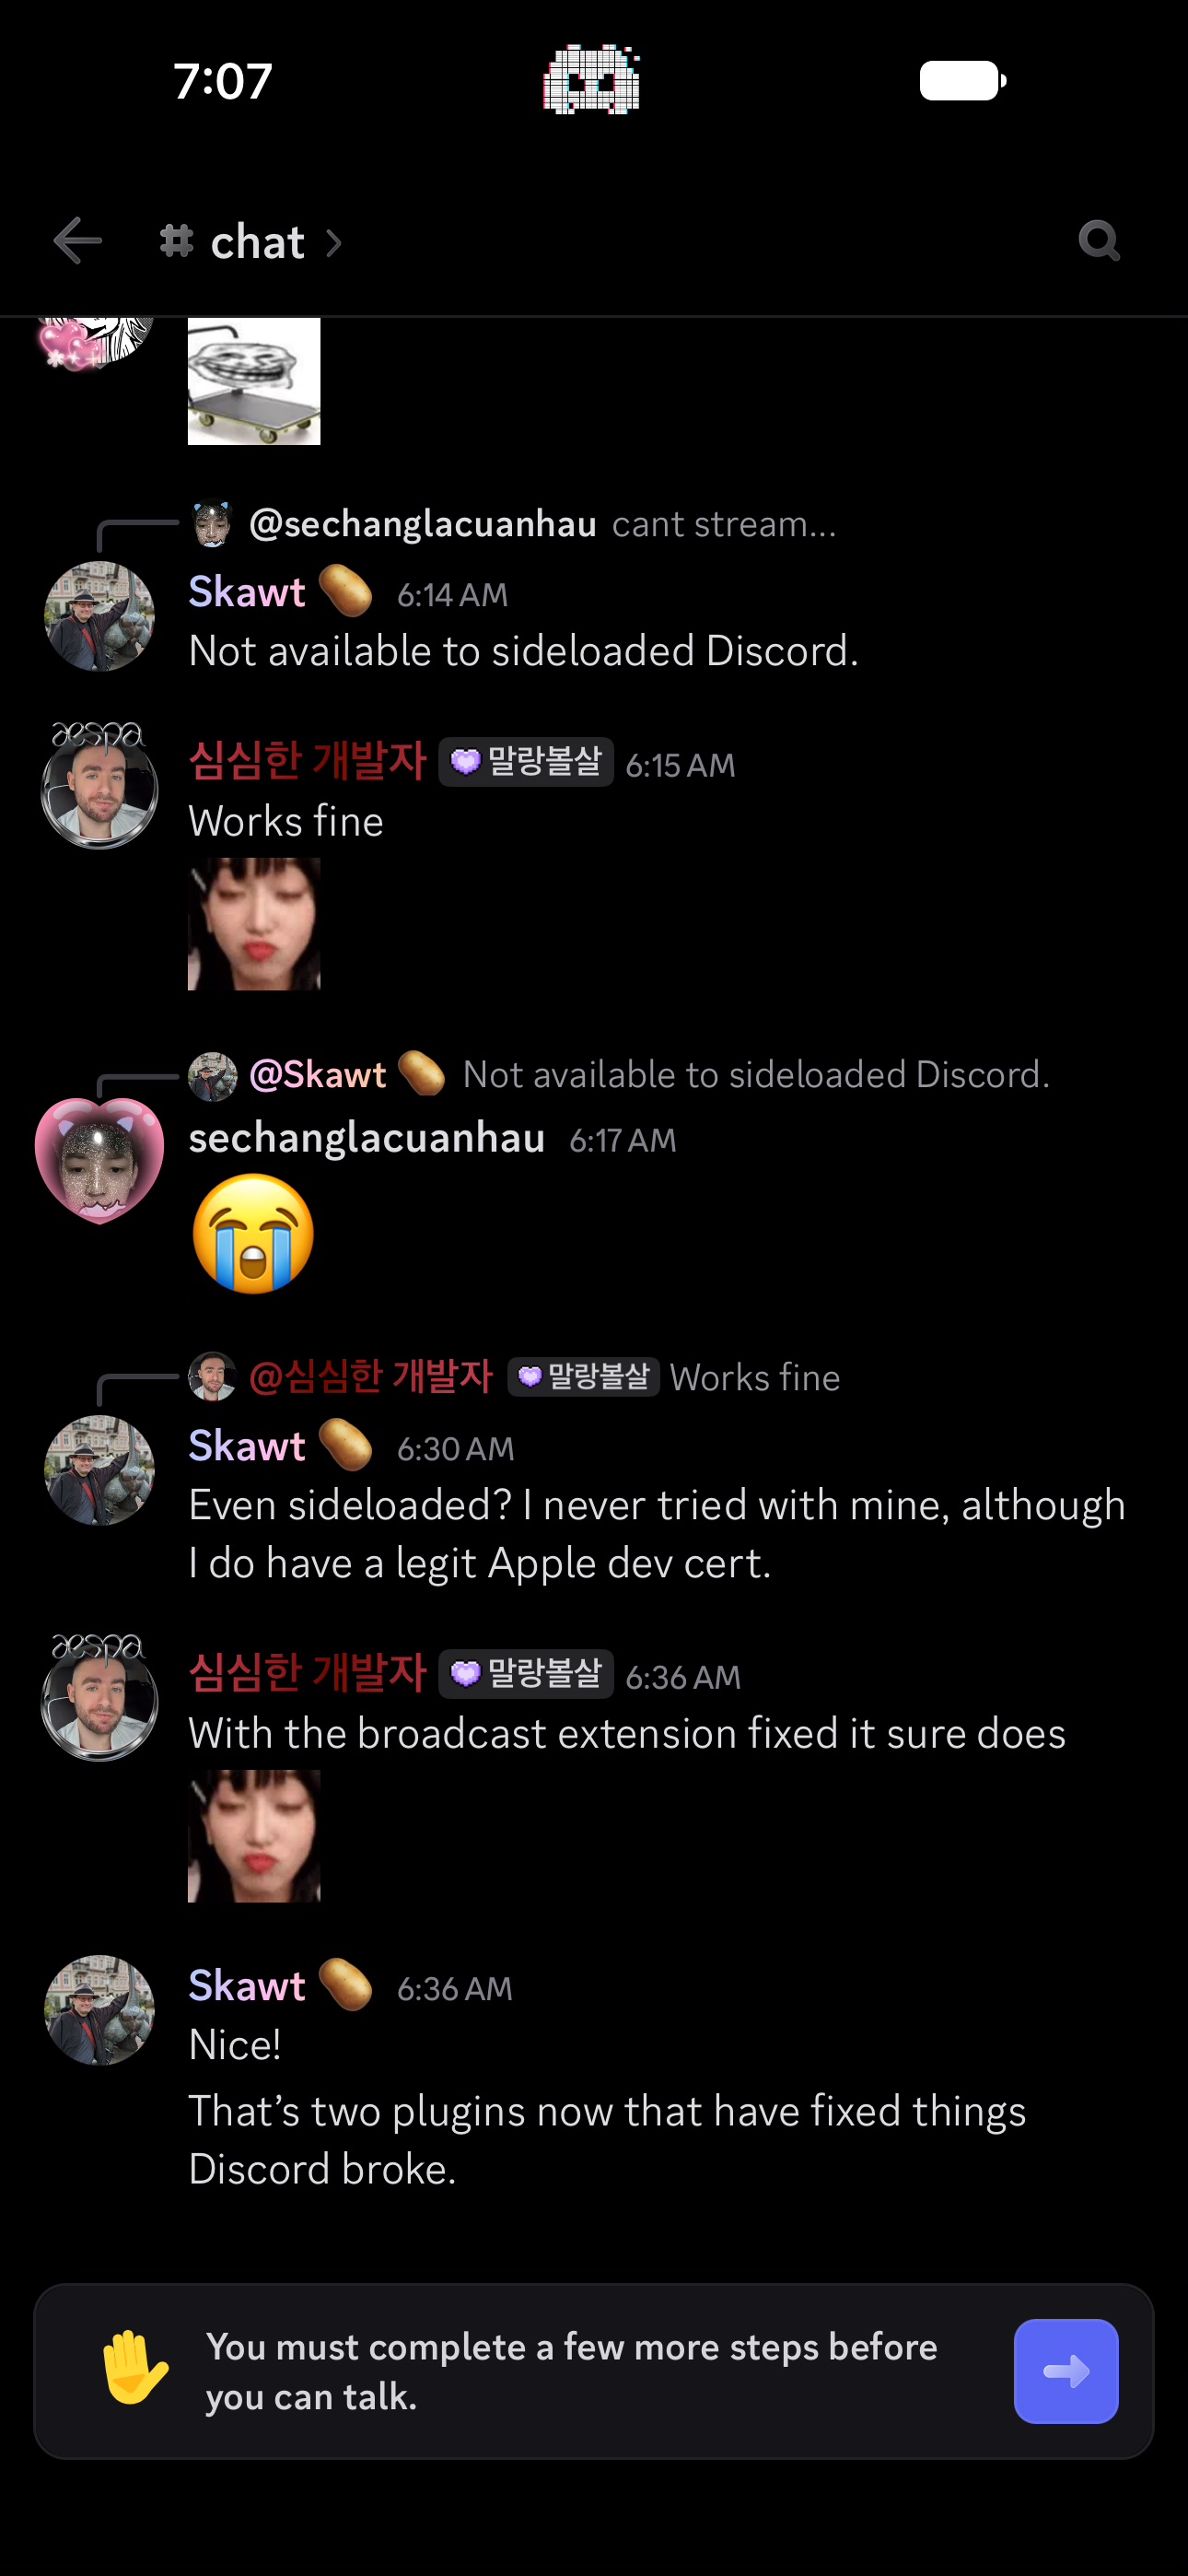 7:07
chat
@sechanglacuanhau cant stream...
Skawt 🥔 6:14 AM
Not available to sideloaded Discord.
aespa
심심한 개발자 말랑볼살 6:15 AM
Works fine
@Skawt 🥔 Not available to sideloaded Discord.
sechanglacuanhau 6:17 AM
😭
@심심한 개발자 말랑볼살 Works fine
Skawt 🥔 6:30 AM
Even sideloaded? I never tried with mine, although
I do have a legit Apple dev cert.
aespa
심심한 개발자 말랑볼살 6:36 AM
With the broadcast extension fixed it sure does
Skawt 🥔 6:36 AM
Nice!
That’s two plugins now that have fixed things
Discord broke.
You must complete a few more steps before
you can talk.